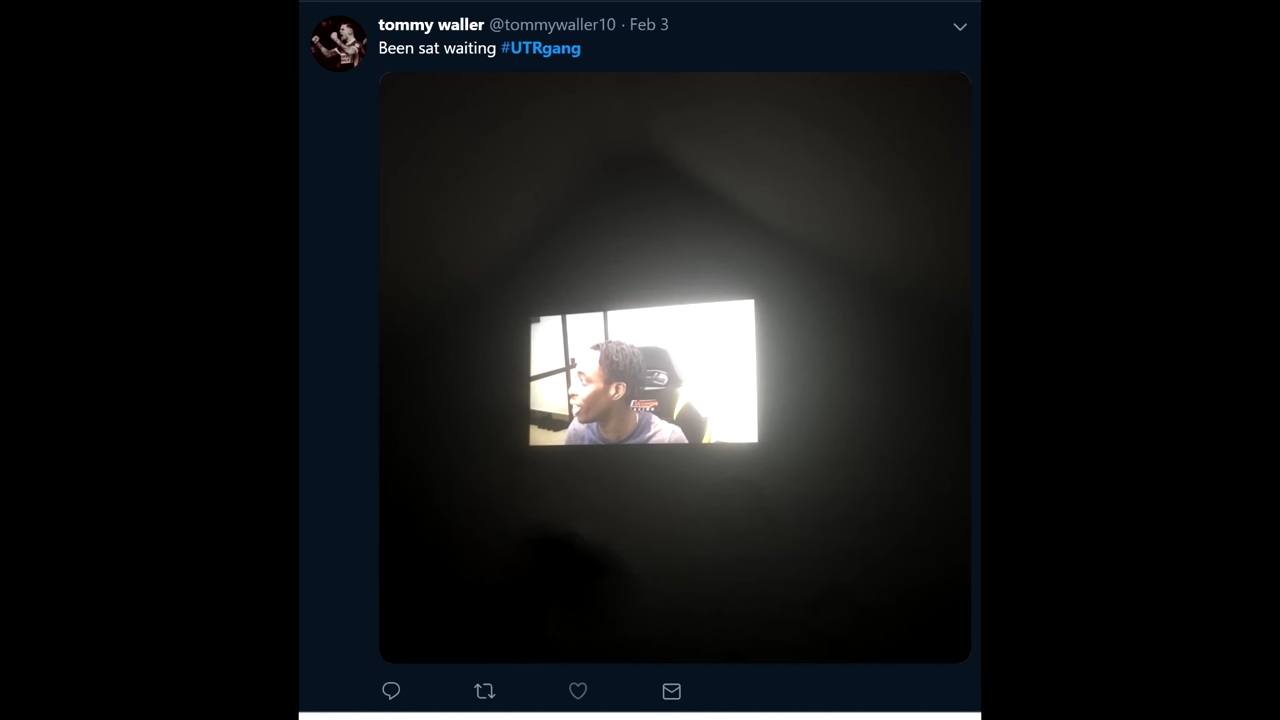 tommy waller @tommywaller10 · Feb 3
Been sat waiting #UTRgang